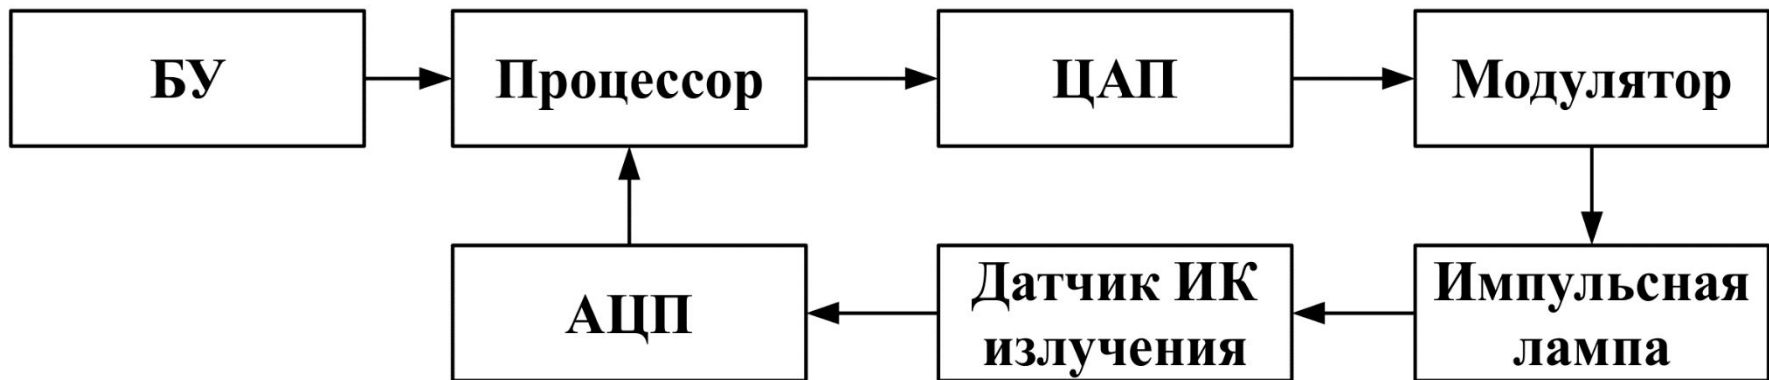 БУ
Процессор
ЦАП
Модулятор
АЦП
Датчик ИК
излучения
Импульсная
лампа